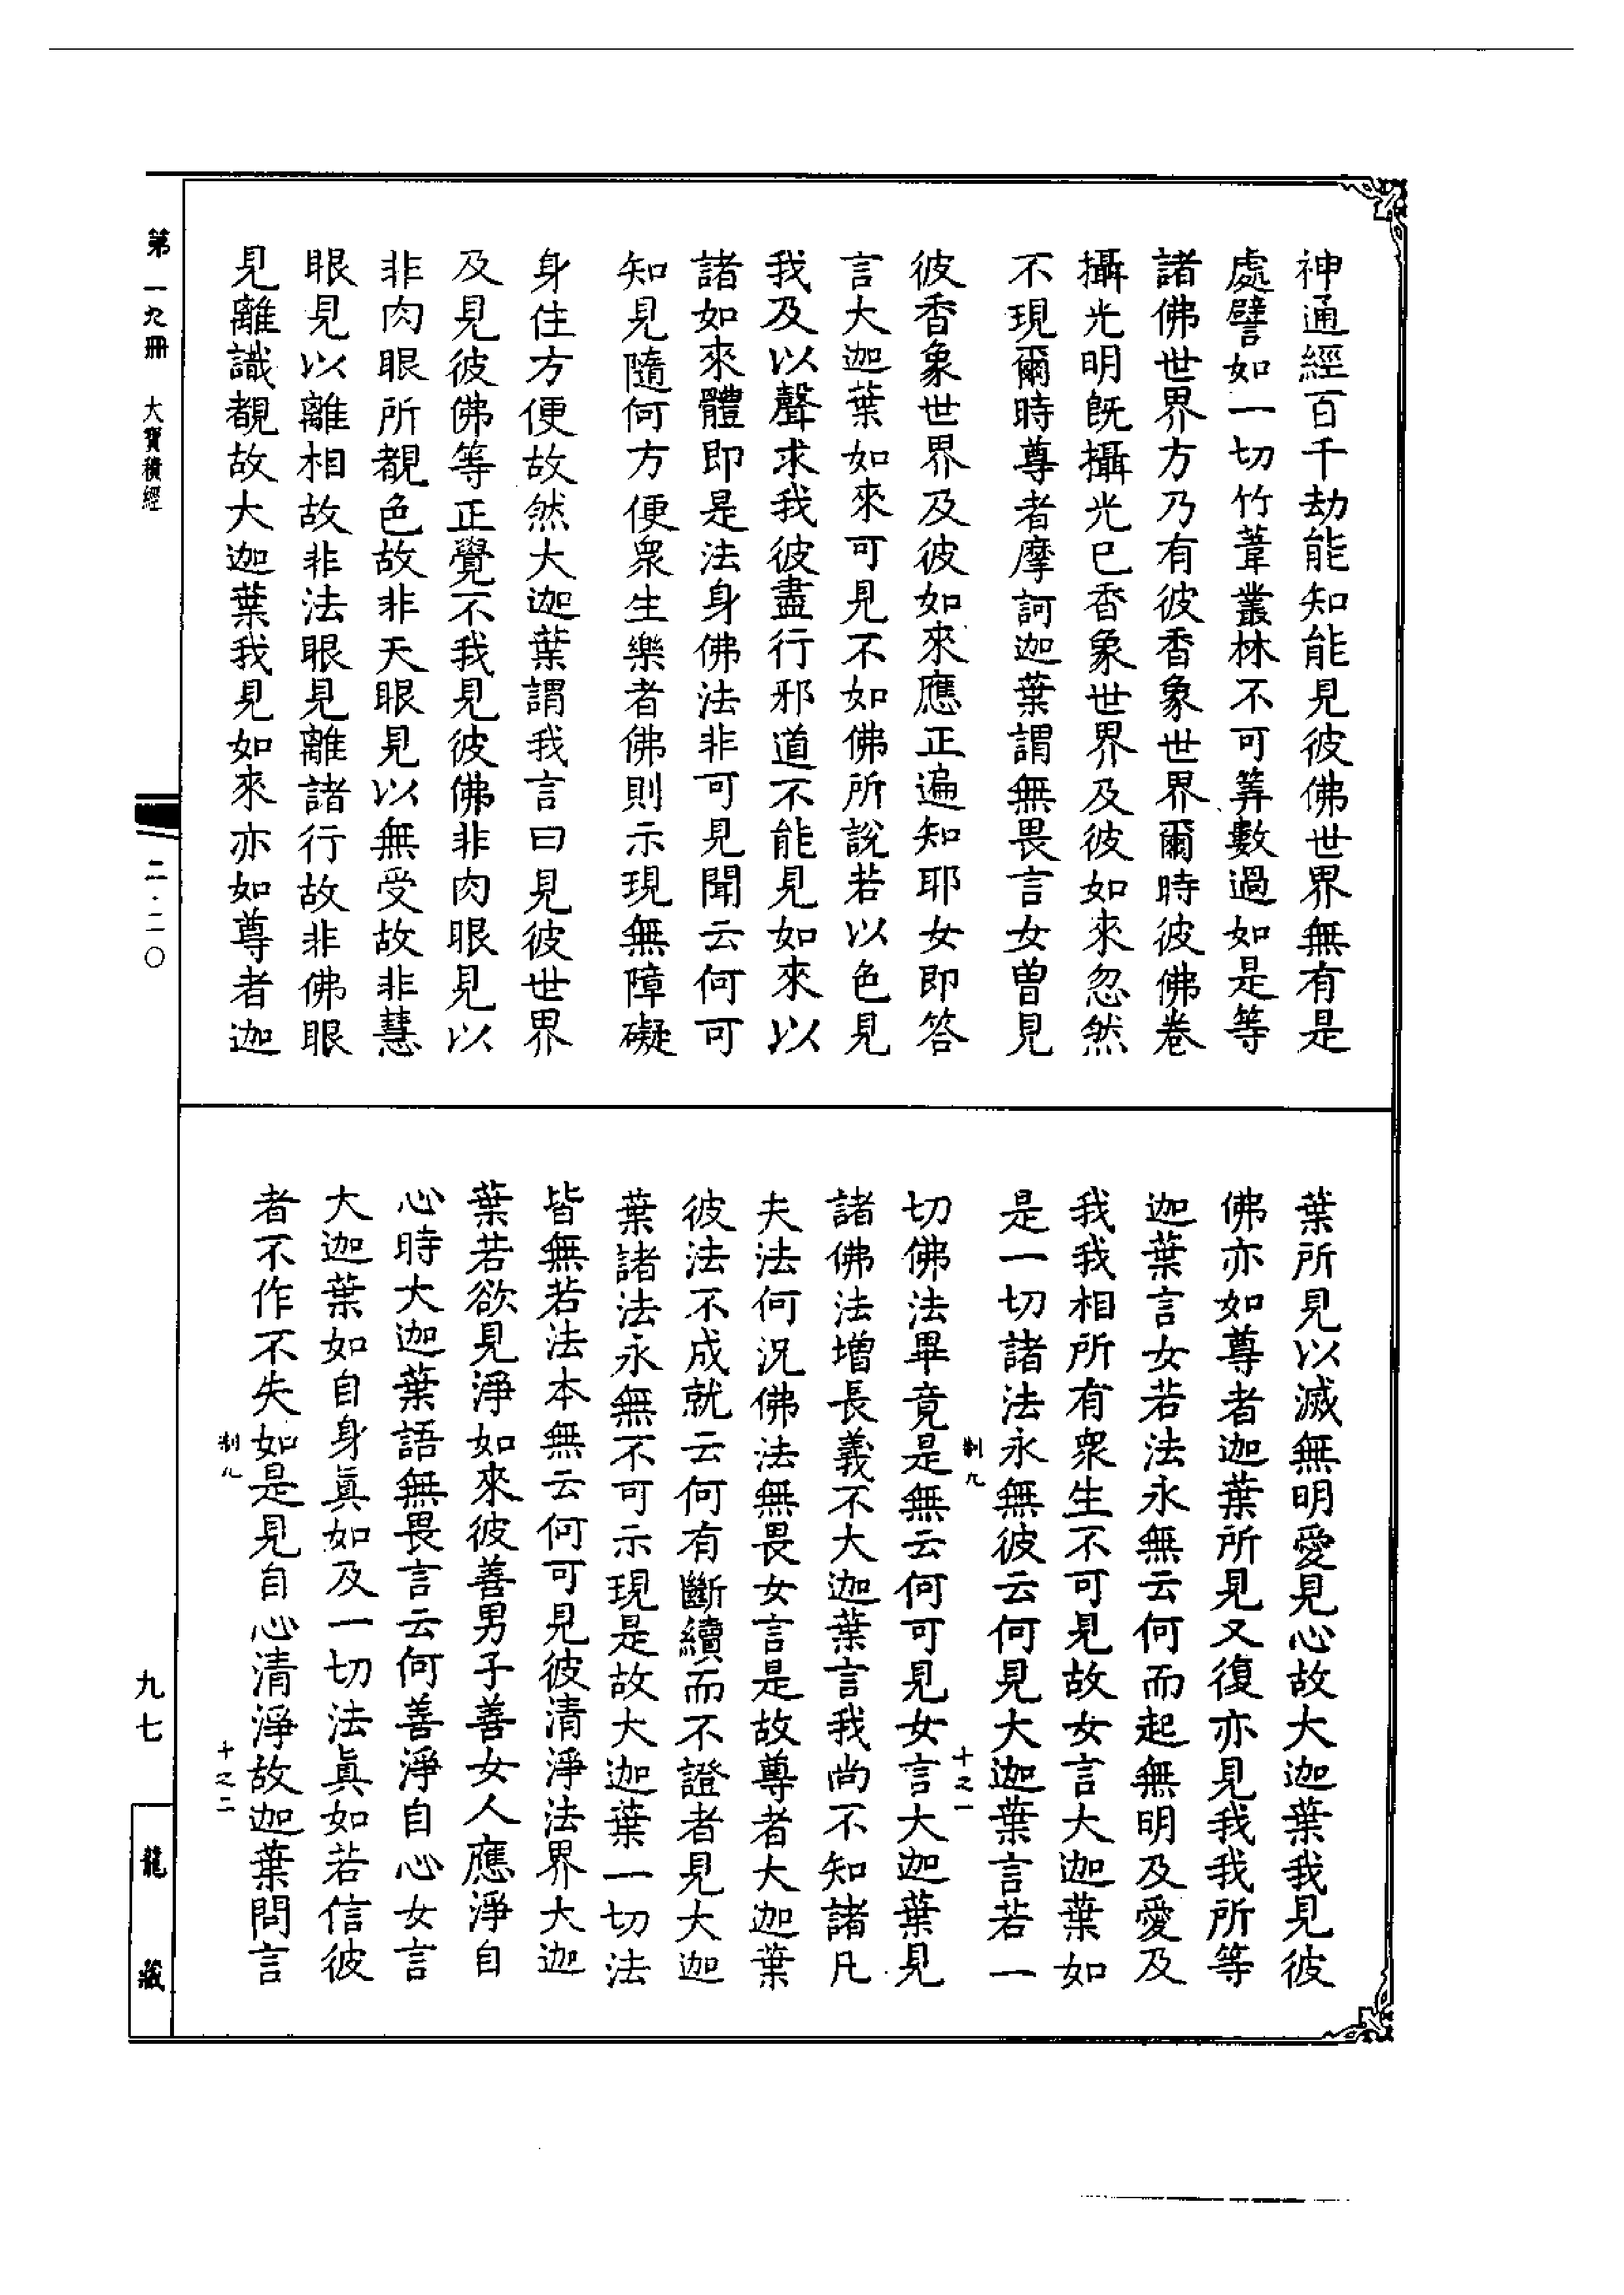 神通經百千劫能知能見彼佛世界無有是
處譬如一切竹葦叢林不可筭數過如是等
諸佛世界方乃有彼香象世界爾時彼佛卷
攝光明旣攝光已香象世界及彼如來忽然
不現爾時尊者摩訶迦葉謂無畏言女曾見
彼香象世界及彼如來應正遍知耶女即答
言大迦葉如來可見不如佛所說若以色見
我及以聲求我彼盡行邪道不能見如來以
諸如來體即是法身佛法非可見聞云何可
知見隨何方便衆生樂者佛則示現無障礙
身住方便故然大迦葉謂我言曰見彼世界
及見彼佛等正覺不我見彼佛非肉眼見以
非肉眼所覩色故非天眼見以無受故非慧
眼見以離相故非法眼見離諸行故非佛眼
見離識覩故大迦葉我見如來亦如尊者迦
葉所見以滅無明愛見心故大迦葉我見彼
佛亦如尊者迦葉所見又復亦見我我所等
迦葉言女若法永無云何而起無明及愛及
我我相所有衆生不可見故女言大迦葉如
是一切諸法永無彼云何見大迦葉言若一
切佛法畢竟是無云何可見女言大迦葉見
諸佛法增長義不大迦葉言我尚不知諸凡
夫法何況佛法無畏女言是故尊者大迦葉
彼法不成就云何有斷續而不證者見大迦
葉諸法永無不可示現是故大迦葉一切法
皆無若法本無云何可見彼清淨法界大迦
葉若欲見淨如來彼善男子善女人應淨自
心時大迦葉語無畏言云何善淨自心女言
大迦葉如自身眞如及一切法眞如若信彼
者不作不失如是見自心清淨故迦葉問言
制九
十之一
制九
十之二
第一九冊
大寶積經
二·二〇
九七
龍藏